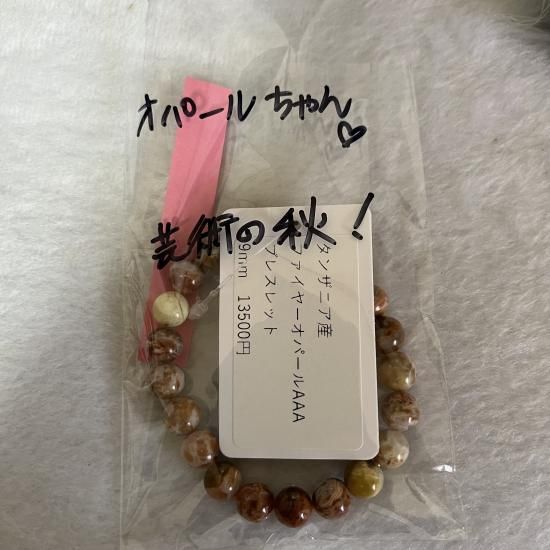 オパールちゃん♡
芸術の秋！
タンザニア産
ファイヤーオパールAAA
ブレスレット
9mm 13500円